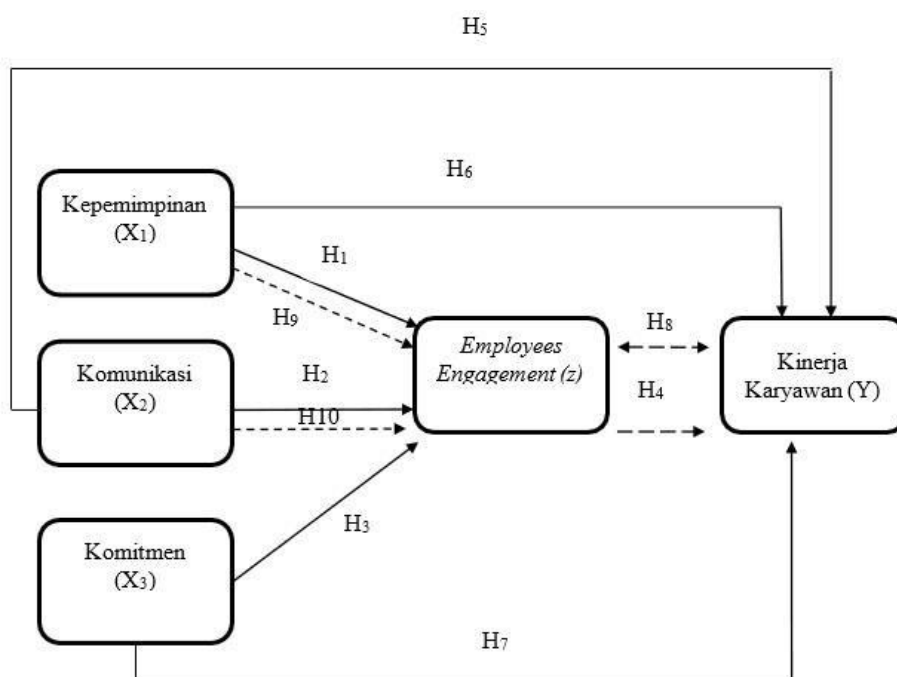 H₅
H₆
Kepemimpinan
(X₁)
H₁
H₉
Employees
Engagement (z)
H₈
Kinerja
Karyawan (Y)
Komunikasi
(X₂)
H₂
H10
H₄
H₃
Komitmen
(X₃)
H₇